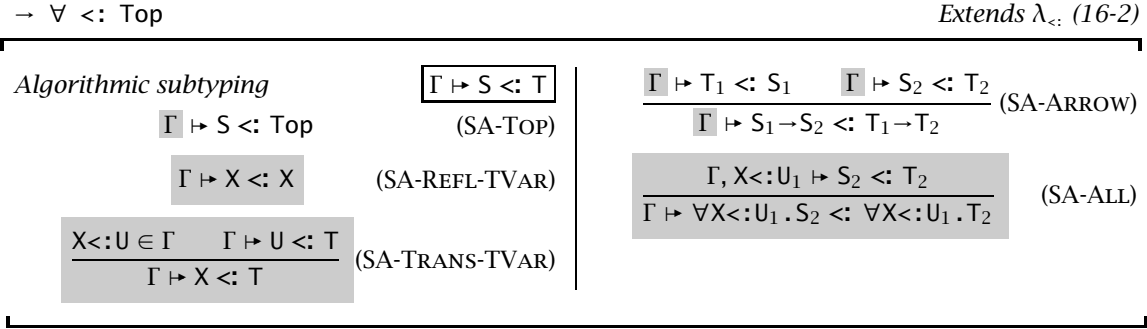 → ∀ <: Top Extends λ<: (16-2)
Algorithmic subtyping Γ ↦ S <: T
Γ ↦ S <: Top (SA-TOP)
Γ ↦ X <: X (SA-REFL-TVAR)
X<:U ∈ Γ Γ ↦ U <: T
Γ ↦ X <: T (SA-TRANS-TVAR)
Γ ↦ T₁ <: S₁ Γ ↦ S₂ <: T₂
Γ ↦ S₁→S₂ <: T₁→T₂ (SA-ARROW)
Γ, X<:U₁ ↦ S₂ <: T₂
Γ ↦ ∀X<:U₁.S₂ <: ∀X<:U₁.T₂ (SA-ALL)